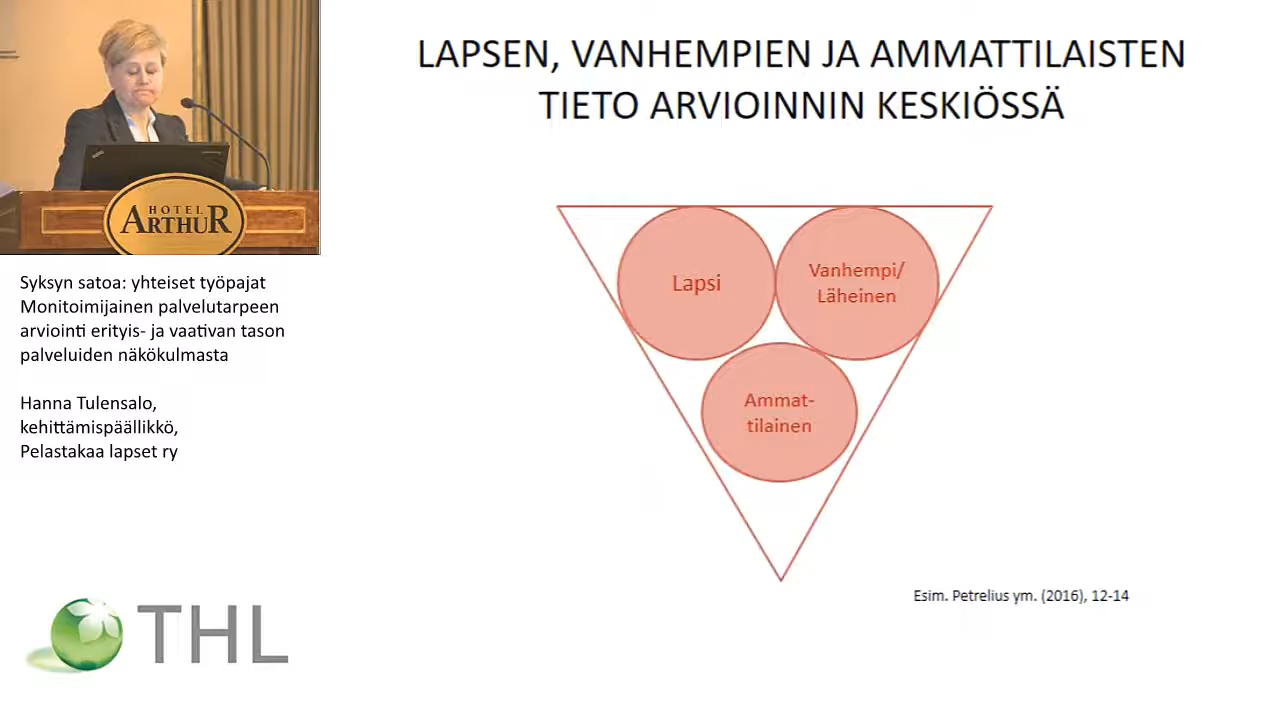 HOTEL
ARTHUR
Syksyn satoa: yhteiset työpajat
Monitoimijainen palvelutarpeen
arviointi erityis- ja vaativan tason
palveluiden näkökulmasta
Hanna Tulensalo,
kehittämispäällikkö,
Pelastakaa lapset ry
THL
LAPSEN, VANHEMPIEN JA AMMATTILAISTEN
TIETO ARVIOINNIN KESKIÖSSÄ
Lapsi
Vanhempi/
Läheinen
Ammat-
tilainen
Esim. Petrelius ym. (2016), 12-14